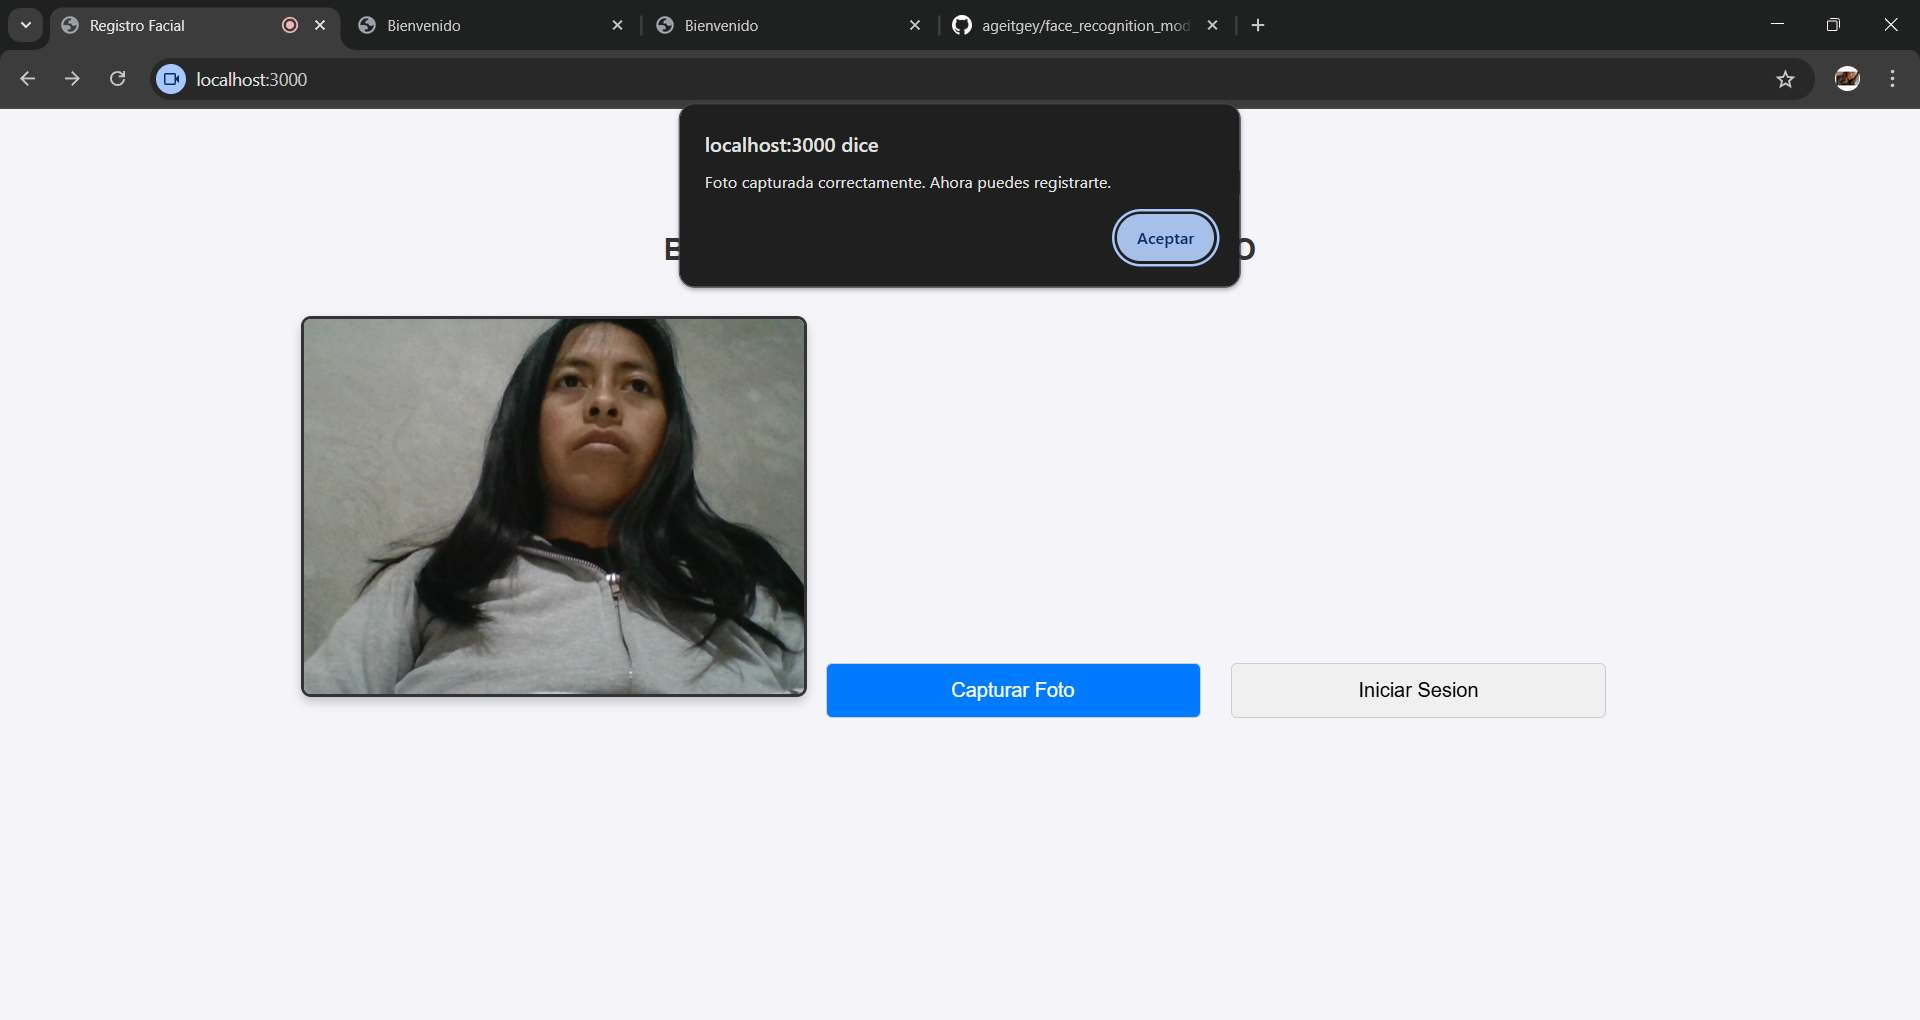 Registro Facial
Bienvenido
Bienvenido
ageitgey/face_recognition_mod
localhost:3000
localhost:3000 dice
Foto capturada correctamente. Ahora puedes registrarte.
Aceptar
Capturar Foto
Iniciar Sesion